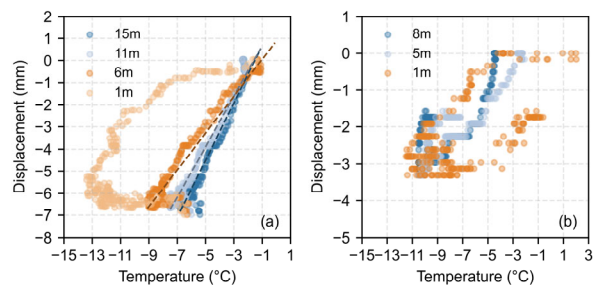 2
1
0
−1
−2
−3
−4
−5
−6
−7
−8
Displacement (mm)
15m
11m
6m
1m
(a)
−15 −13 −11 −9 −7 −5 −3 −1 1
Temperature (°C)
1
0
−1
−2
−3
−4
−5
Displacement (mm)
8m
5m
1m
(b)
−15−13−11 −9 −7 −5 −3 −1 1 3
Temperature (°C)